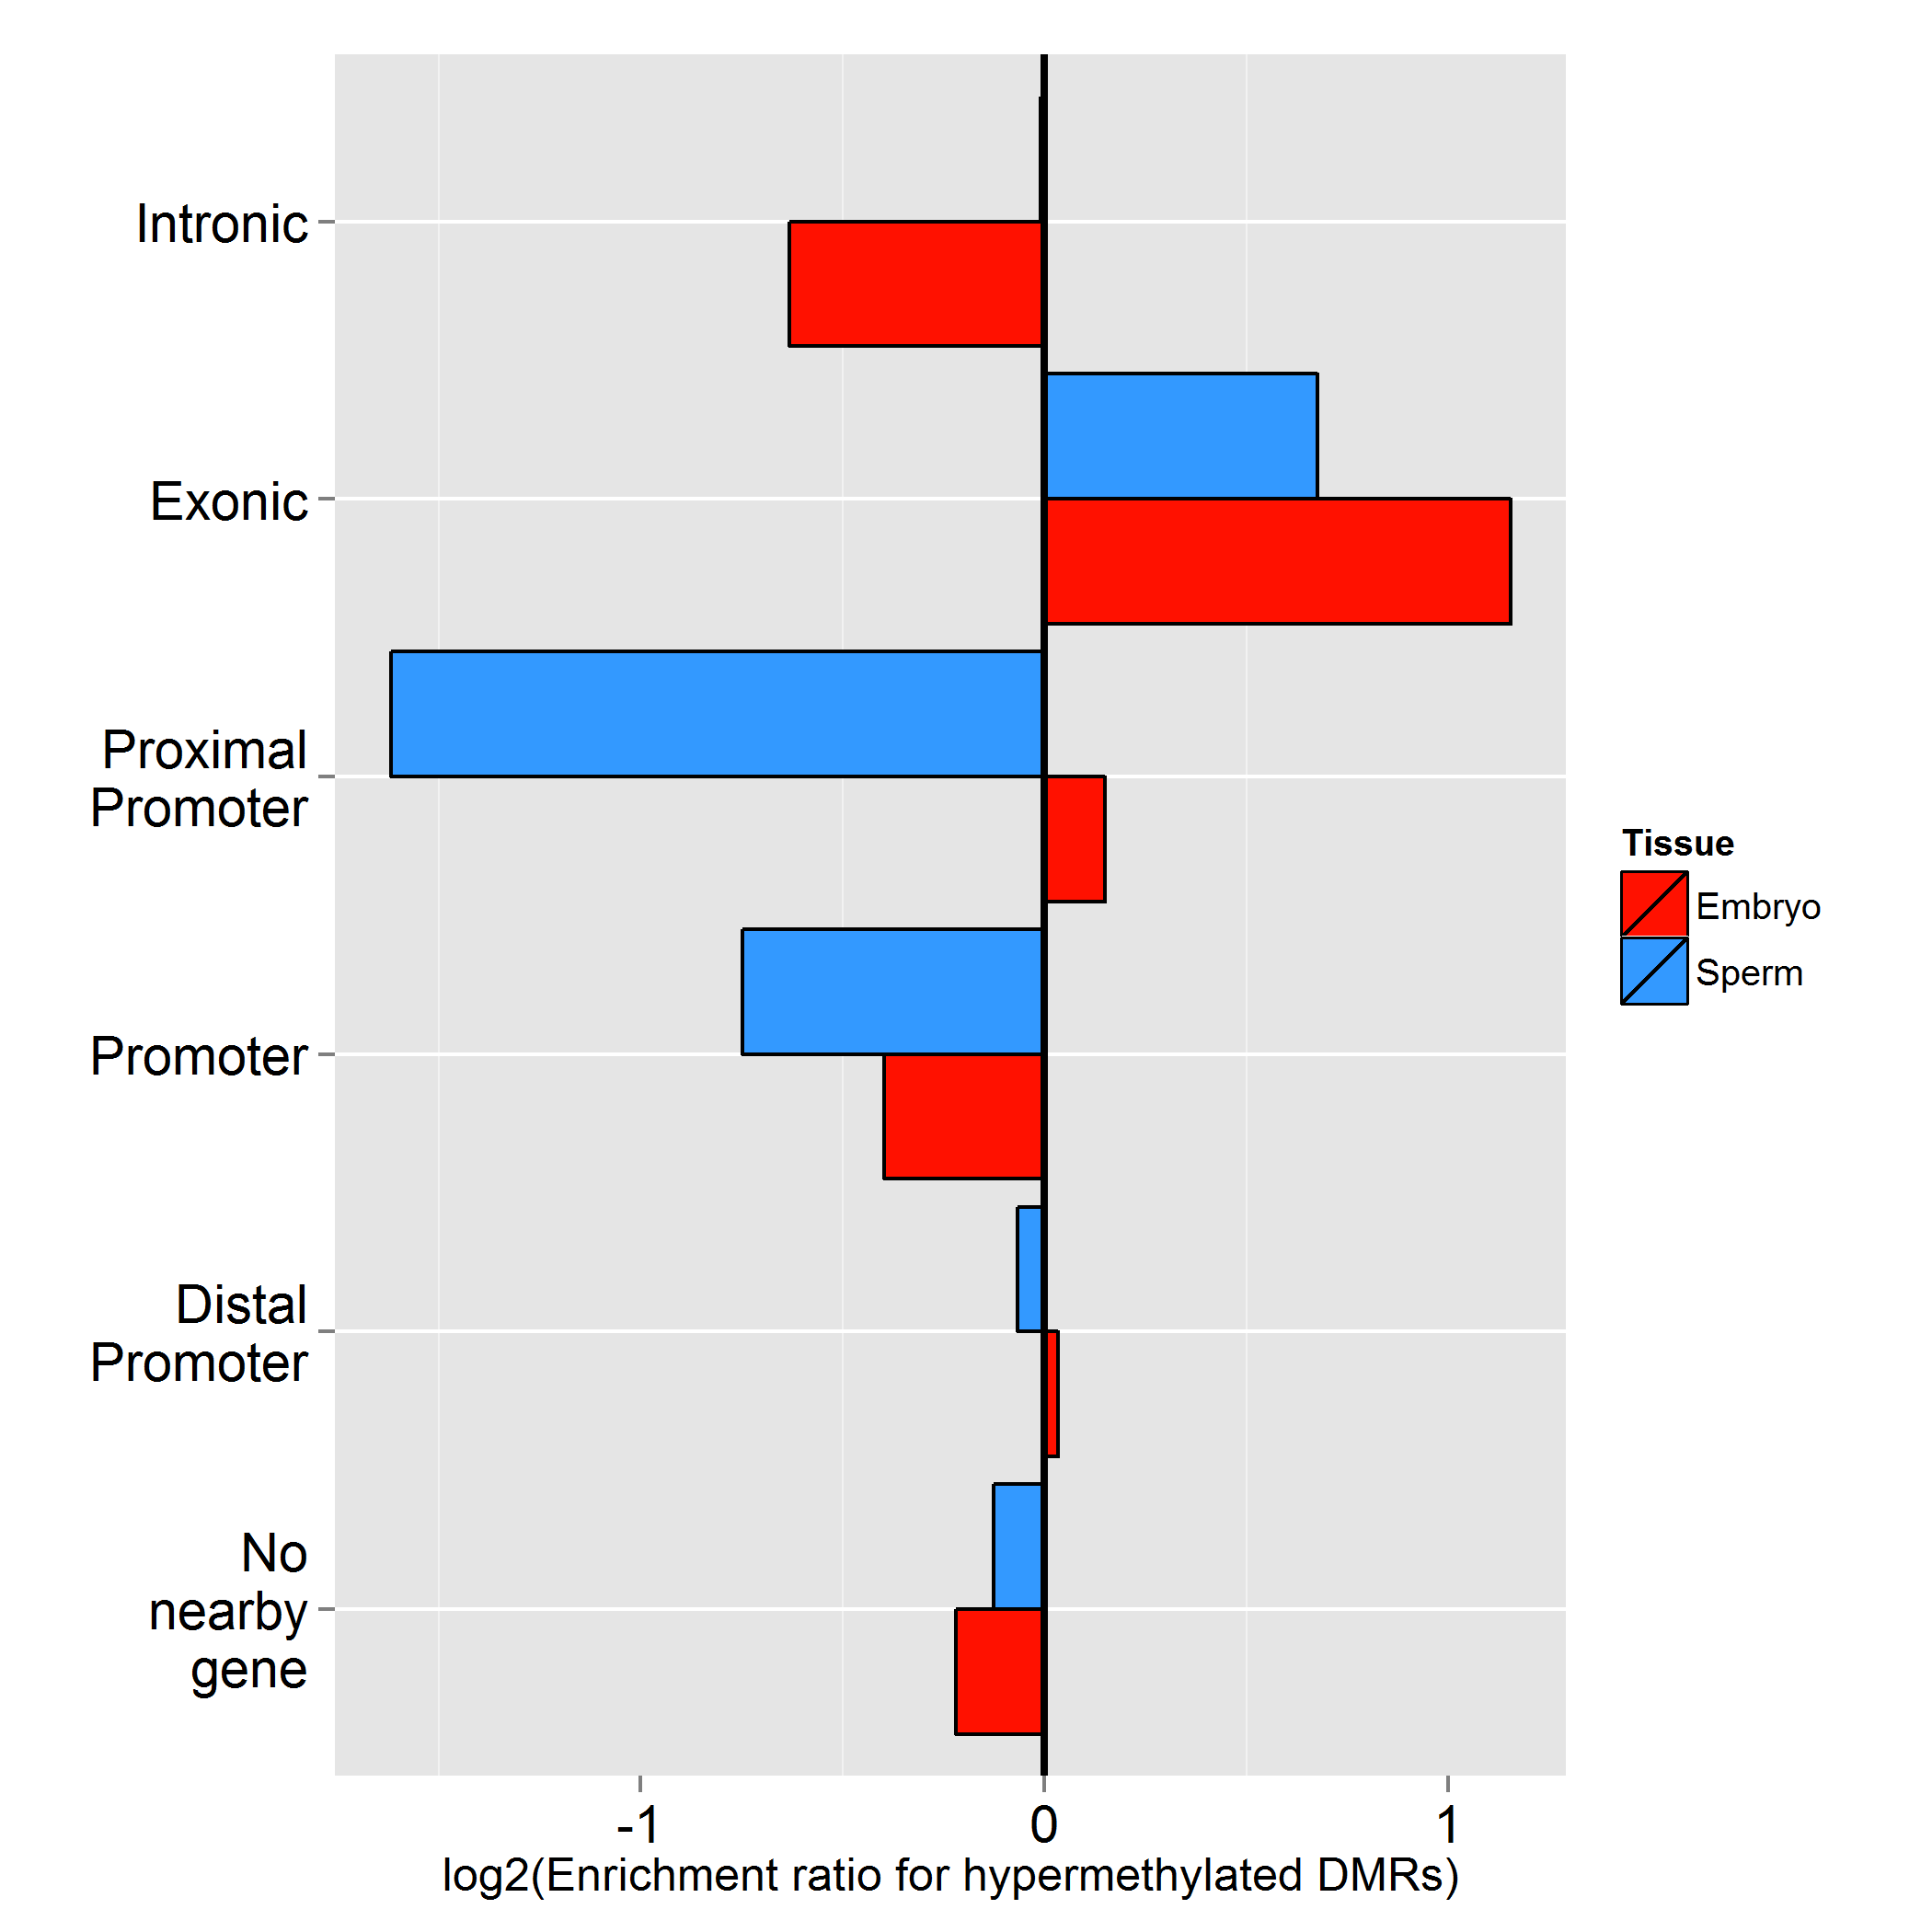 Intronic
Exonic
Proximal
Promoter
Promoter
Distal
Promoter
No
nearby
gene
-1 0 1
log2(Enrichment ratio for hypermethylated DMRs)
Tissue
Embryo
Sperm